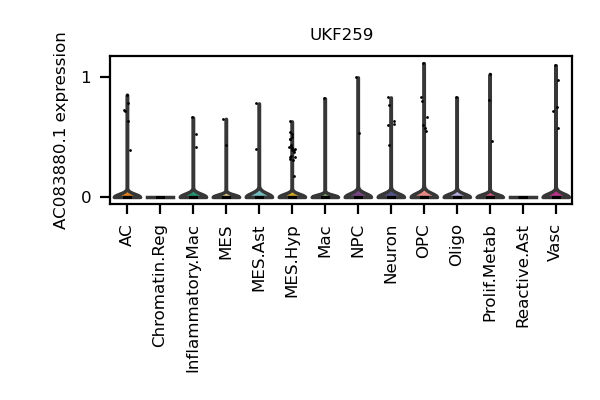 UKF259
AC083880.1 expression
1
0
AC
Chromatin.Reg
Inflammatory.Mac
MES
MES.Ast
MES.Hyp
Mac
NPC
Neuron
OPC
Oligo
Prolif.Metab
Reactive.Ast
Vasc